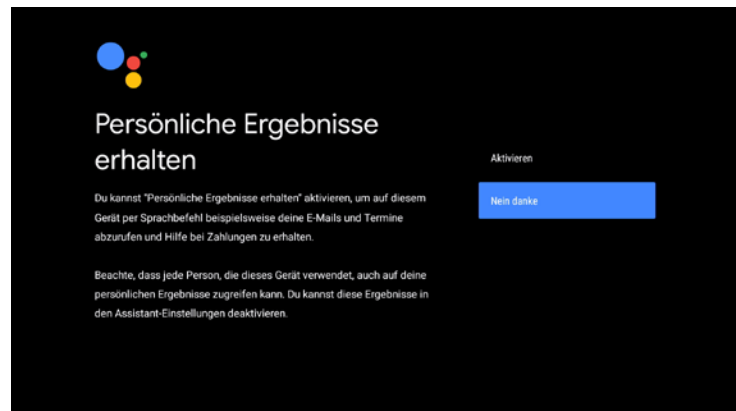 Persönliche Ergebnisse
erhalten
Du kannst "Persönliche Ergebnisse erhalten" aktivieren, um auf diesem
Gerät per Sprachbefehl beispielsweise deine E-Mails und Termine
abzurufen und Hilfe bei Zahlungen zu erhalten.
Beachte, dass jede Person, die dieses Gerät verwendet, auch auf deine
persönlichen Ergebnisse zugreifen kann. Du kannst diese Ergebnisse in
den Assistant-Einstellungen deaktivieren.
Aktivieren
Nein danke